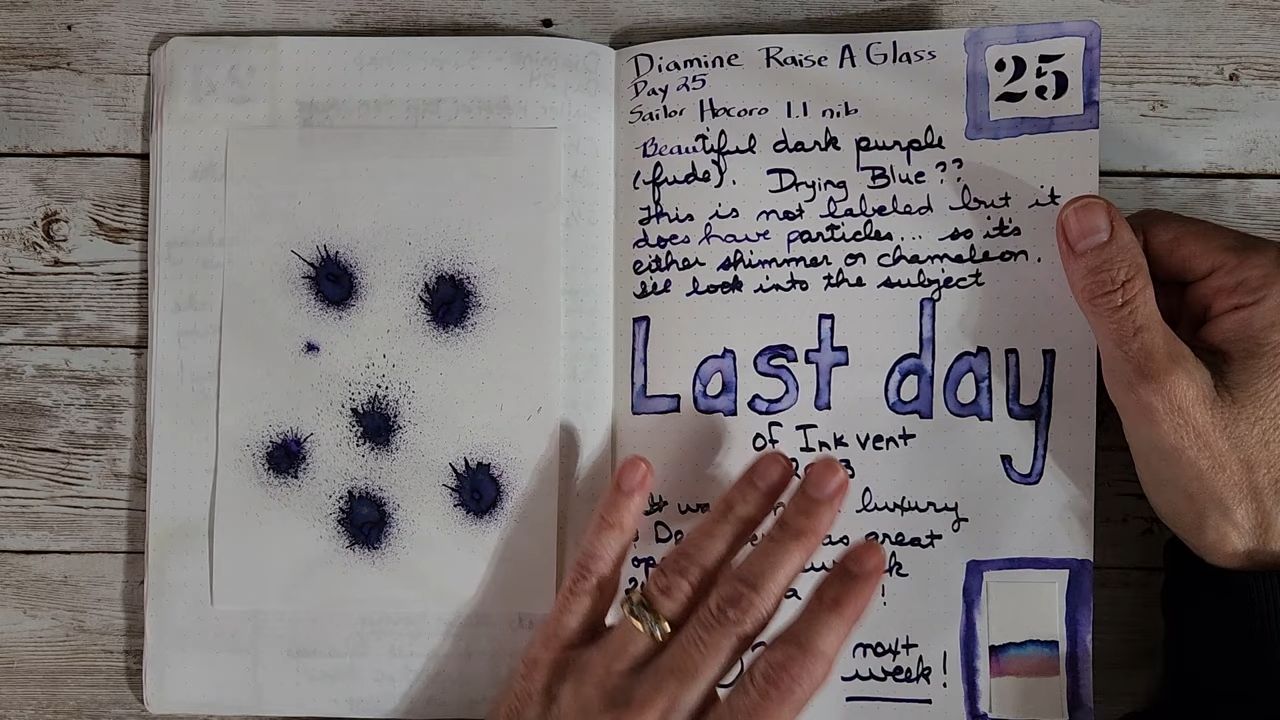 Diamine Raise A Glass
25
Day 25
Sailor Hocoro 1.1 nib
Beautiful dark purple
(fude). Drying Blue??
This is not labeled but it
does have particles... so it's
either shimmer or chameleon.
I'll look into the subject
Last day
of Inkvent
luxury
great
!
next
week!